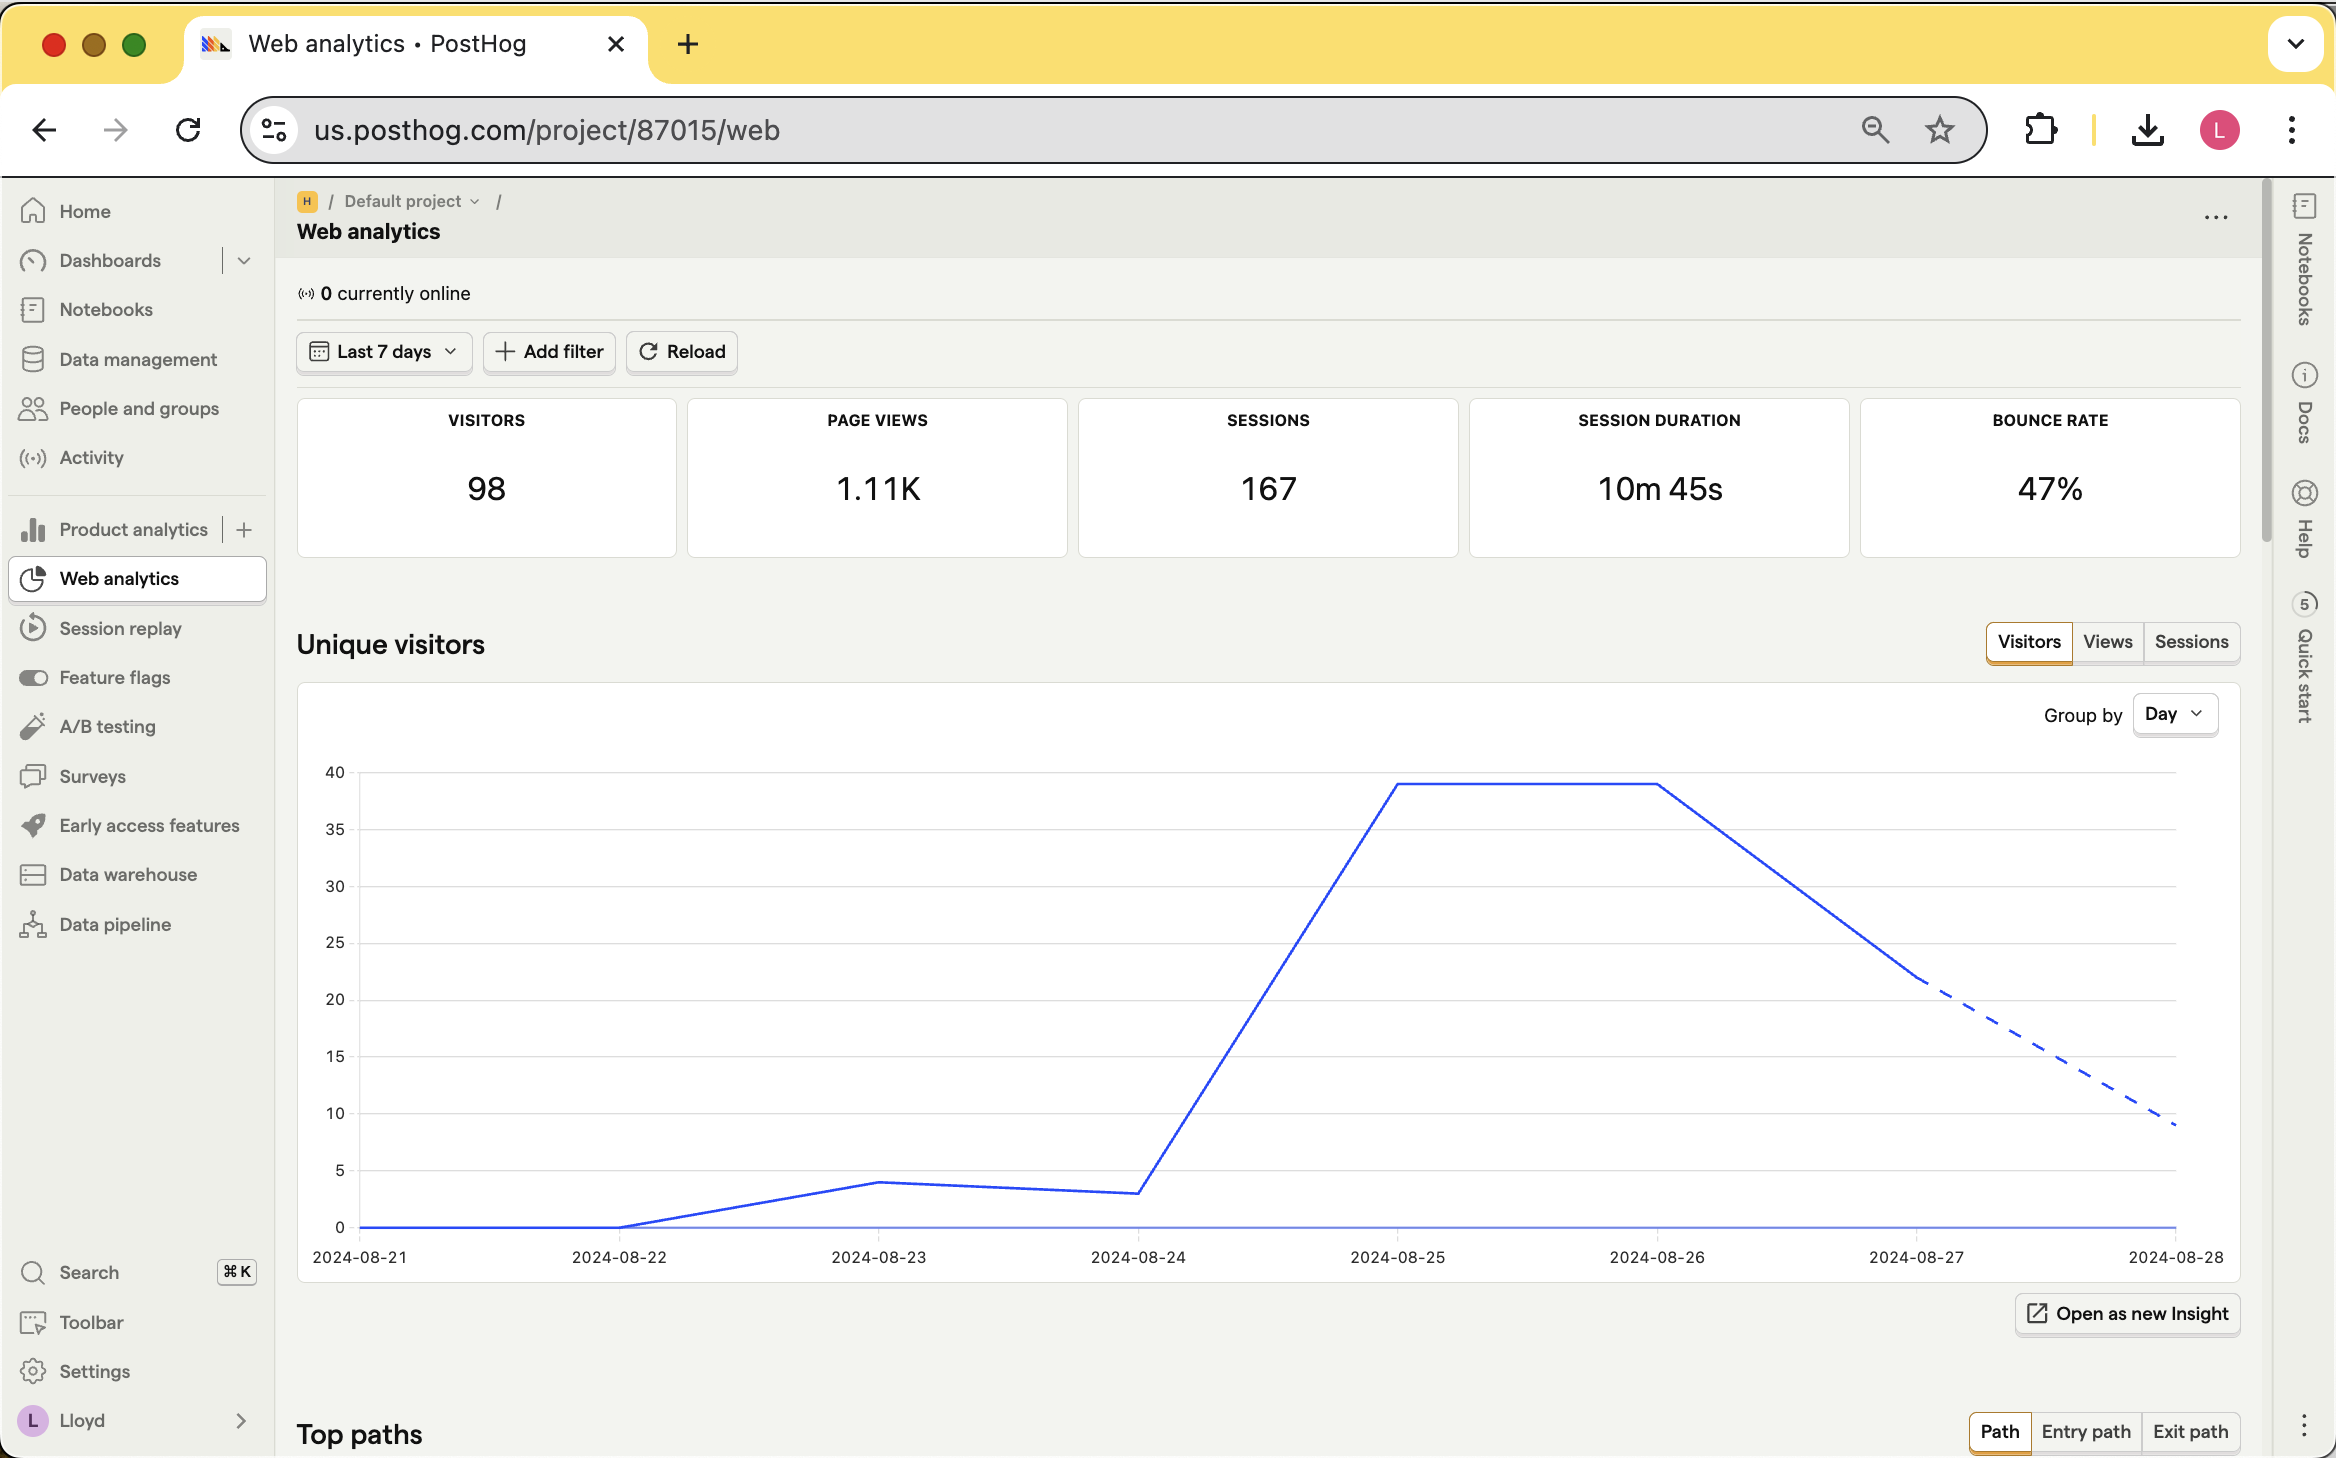 Web analytics • PostHog
us.posthog.com/project/87015/web
L
Home
Dashboards
Notebooks
Data management
People and groups
Activity
Product analytics
Web analytics
Session replay
Feature flags
A/B testing
Surveys
Early access features
Data warehouse
Data pipeline
Search ⌘ K
Toolbar
Settings
L Lloyd
H / Default project /
Web analytics
0 currently online
Last 7 days
Add filter
Reload
VISITORS
98
PAGE VIEWS
1.11K
SESSIONS
167
SESSION DURATION
10m 45s
BOUNCE RATE
47%
Unique visitors
Visitors Views Sessions
Group by Day
40
35
30
25
20
15
10
5
0
2024-08-21 2024-08-22 2024-08-23 2024-08-24 2024-08-25 2024-08-26 2024-08-27 2024-08-28
Open as new Insight
Top paths
Path Entry path Exit path
Notebooks
Docs
Help
5
Quick start